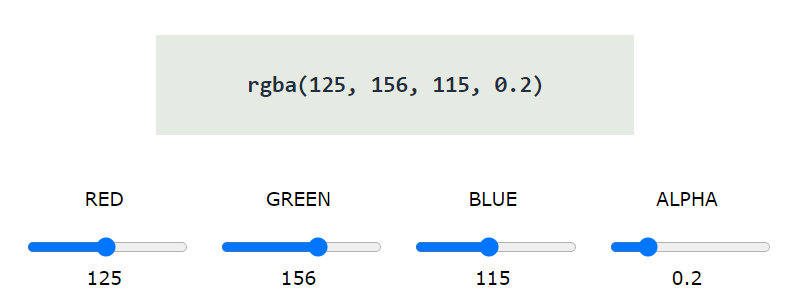 rgba(125, 156, 115, 0.2)
RED GREEN BLUE ALPHA
125 156 115 0.2